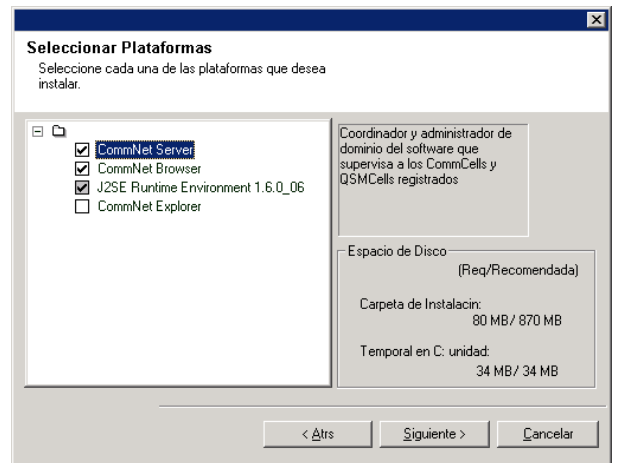 Seleccionar Plataformas
Seleccione cada una de las plataformas que desea
instalar.
CommNet Server
CommNet Browser
J2SE Runtime Environment 1.6.0_06
CommNet Explorer
Coordinador y administrador de
dominio del software que
supervisa a los CommCells y
QSMCells registrados
Espacio de Disco
(Req/Recomendada)
Carpeta de Instalacin:
80 MB/ 870 MB
Temporal en C: unidad:
34 MB/ 34 MB
< Atrs
Siguiente >
Cancelar